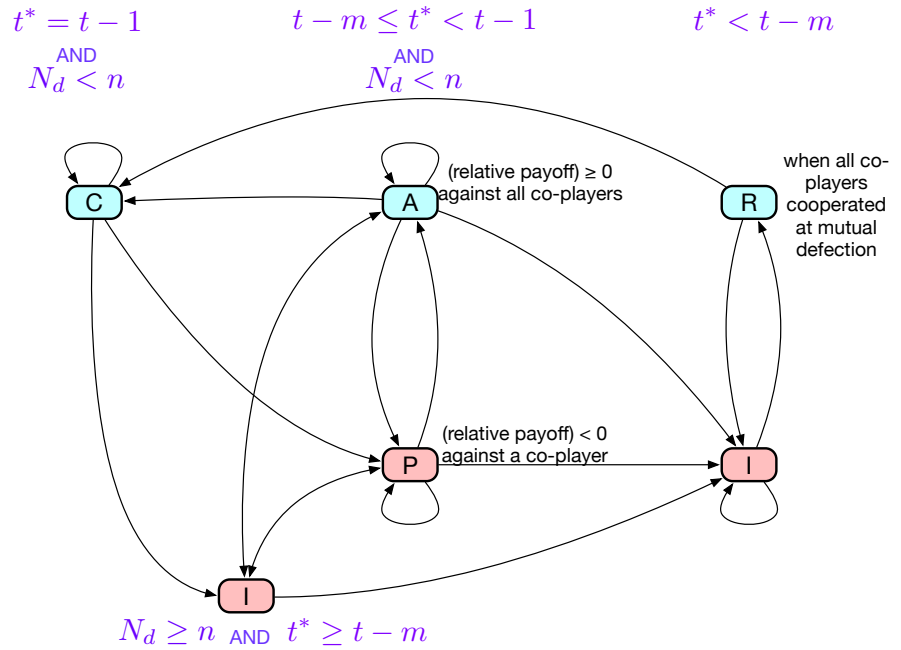 t* = t − 1
AND
N_d < n
t − m ≤ t* < t − 1
AND
N_d < n
t* < t − m
C
A
(relative payoff) ≥ 0
against all co-players
R
when all co-
players
cooperated
at mutual
defection
P
(relative payoff) < 0
against a co-player
I
I
N_d ≥ n AND t* ≥ t − m